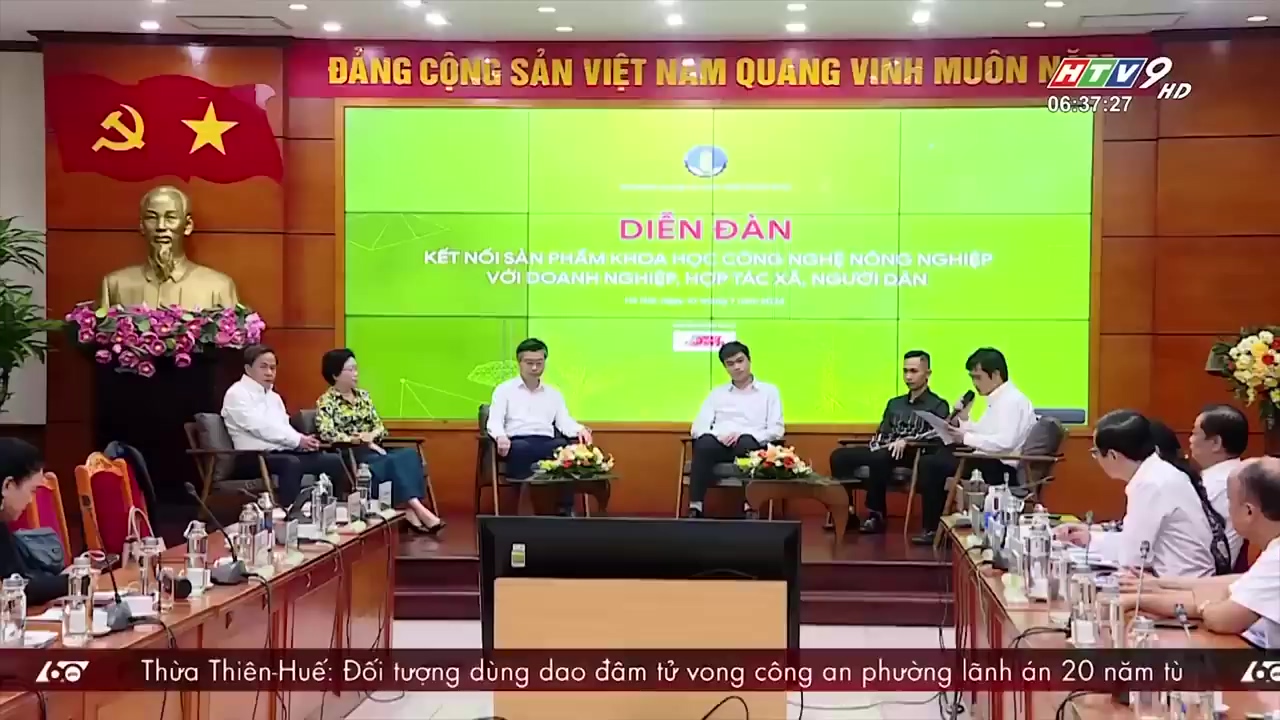 ĐẢNG CỘNG SẢN VIỆT NAM QUANG VINH MUÔN
HTV9 HD
06:37:27
DIỄN ĐÀN
KẾT NỐI SẢN PHẨM KHOA HỌC CÔNG NGHỆ NÔNG NGHIỆP
VỚI DOANH NGHIỆP, HỢP TÁC XÃ, NGƯỜI DÂN
Thừa Thiên-Huế: Đối tượng dùng dao đâm tử vong công an phường lãnh án 20 năm tù